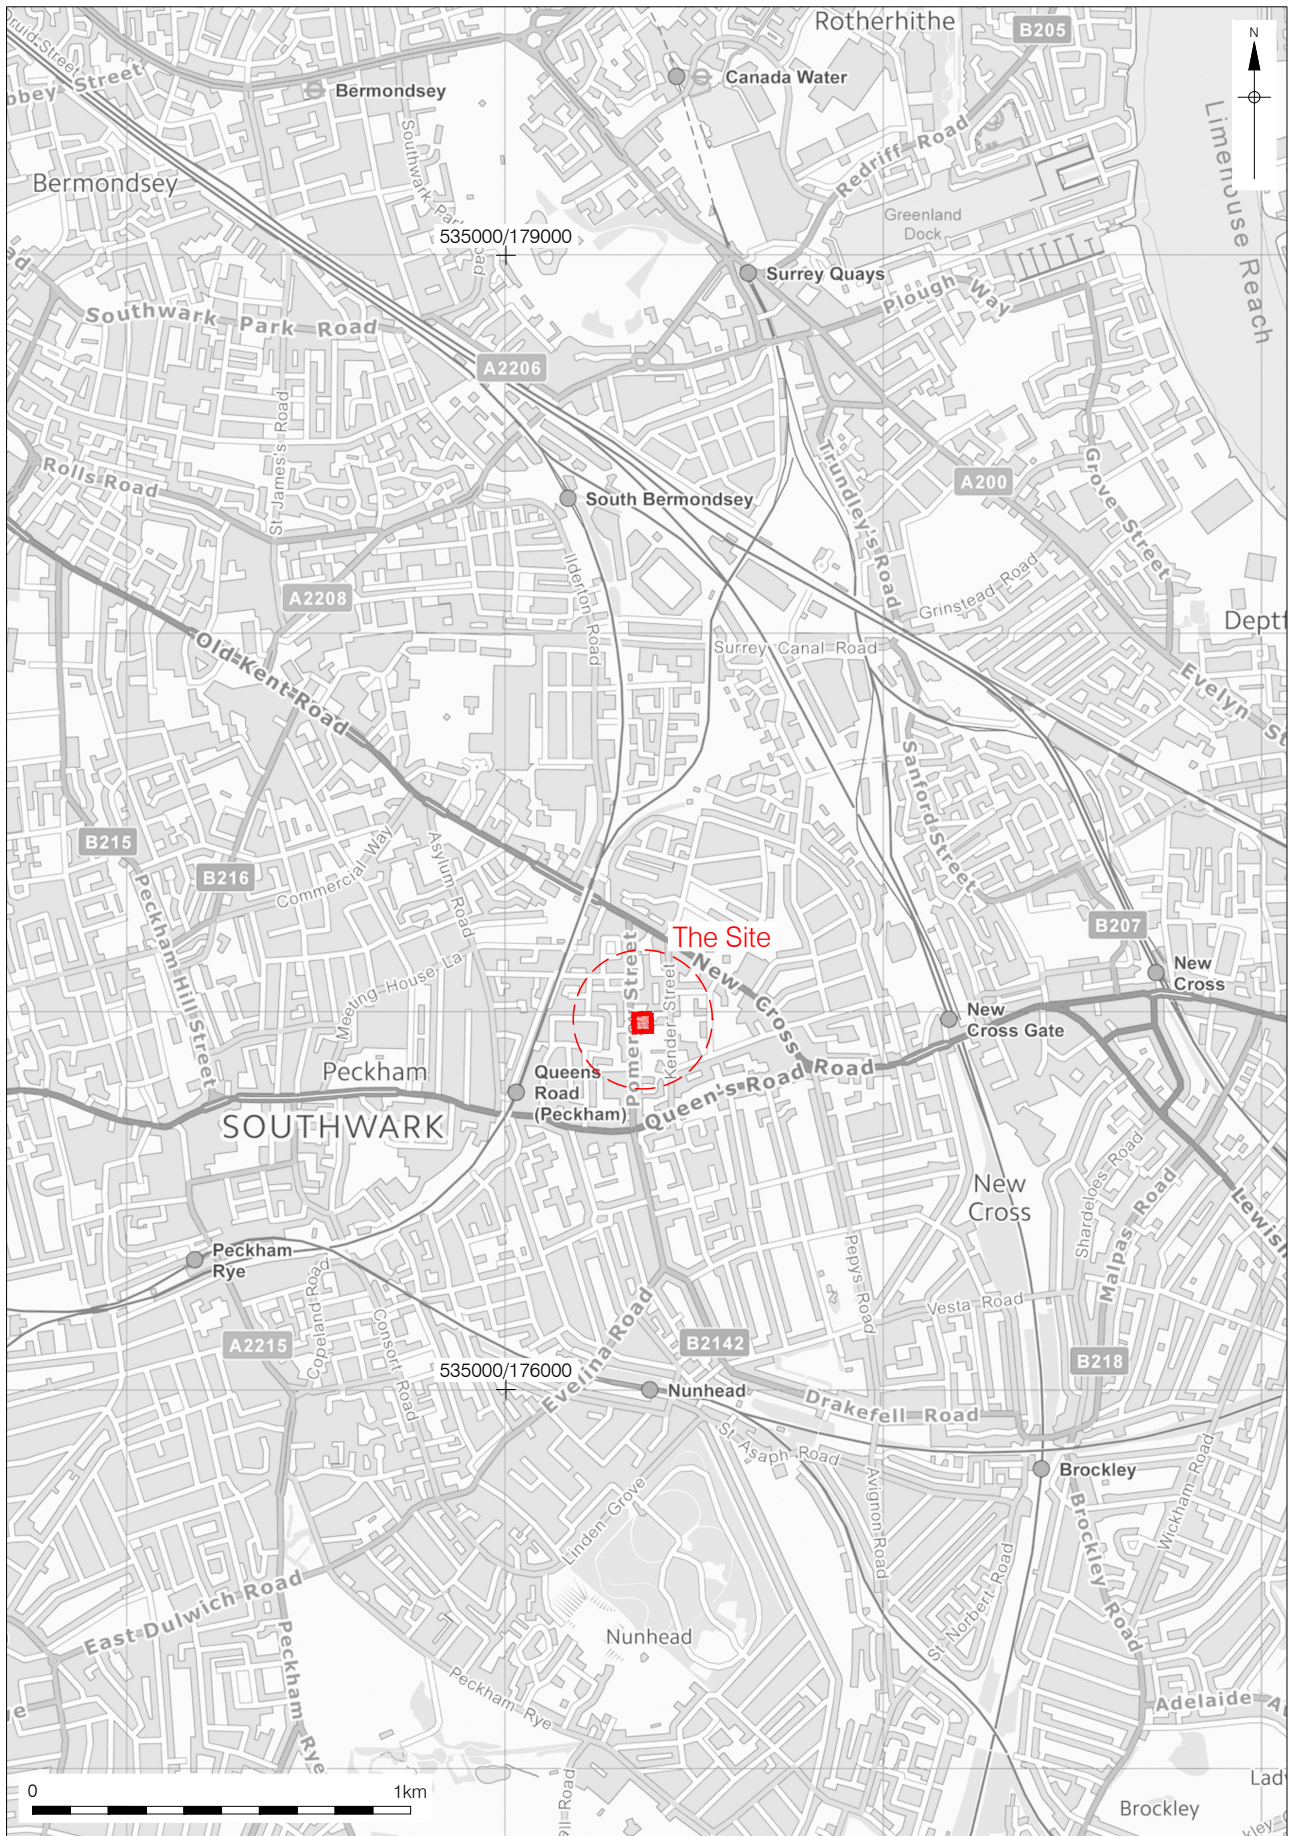 Rotherhithe
B205
N
Druid Street
Abbey Street
Bermondsey
Canada Water
Limehouse Reach
Southwark Park Road
Redriff Road
Bermondsey
Greenland
Dock
535000/179000
Surrey Quays
Plough Way
Southwark Park Road
A2206
St. James's Road
Rolls Road
Trundley's Road
Grove Street
A200
South Bermondsey
Ilderton Road
A2208
Grinstead Road
Deptf
Old Kent Road
Surrey Canal Road
Evelyn St
Sanford Street
B215
B216
Commercial Way
Asylum Road
Peckham Hill Street
B207
The Site
Pomeroy Street
Kender Street
New Cross Road
Meeting House La
New
Cross
New
Cross Gate
Peckham
Queens
Road
(Peckham)
Queen's Road
SOUTHWARK
New
Cross
Shardeloes Road
Malpas Road
Lewish
Peckham
Rye
Pepys Road
Copeland Road
Consort Road
Vesta Road
A2215
Evelina Road
B2142
B218
535000/176000
Nunhead
Drakefell Road
St. Asaph Road
Brockley
Avignon Road
Wickham Road
Linden Grove
Brockley Road
St. Norbert Road
East Dulwich Road
Peckham Rye
Nunhead
Peckham Rye
Adelaide A
ye
0
1km
ll Road
Lady
Brockley
kley